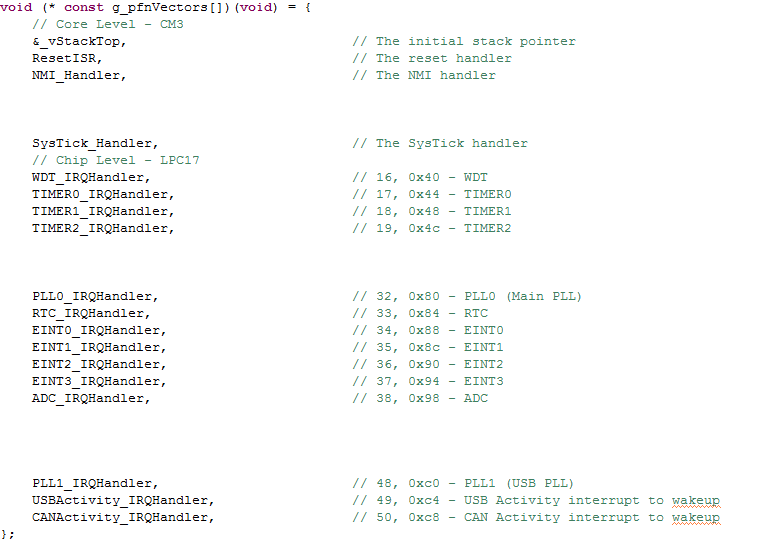 void (* const g_pfnVectors[])(void) = {
// Core Level - CM3
&_vStackTop, // The initial stack pointer
ResetISR, // The reset handler
NMI_Handler, // The NMI handler
SysTick_Handler, // The SysTick handler
// Chip Level - LPC17
WDT_IRQHandler, // 16, 0x40 - WDT
TIMER0_IRQHandler, // 17, 0x44 - TIMER0
TIMER1_IRQHandler, // 18, 0x48 - TIMER1
TIMER2_IRQHandler, // 19, 0x4c - TIMER2
PLL0_IRQHandler, // 32, 0x80 - PLL0 (Main PLL)
RTC_IRQHandler, // 33, 0x84 - RTC
EINT0_IRQHandler, // 34, 0x88 - EINT0
EINT1_IRQHandler, // 35, 0x8c - EINT1
EINT2_IRQHandler, // 36, 0x90 - EINT2
EINT3_IRQHandler, // 37, 0x94 - EINT3
ADC_IRQHandler, // 38, 0x98 - ADC
PLL1_IRQHandler, // 48, 0xc0 - PLL1 (USB PLL)
USBActivity_IRQHandler, // 49, 0xc4 - USB Activity interrupt to wakeup
CANActivity_IRQHandler, // 50, 0xc8 - CAN Activity interrupt to wakeup
};